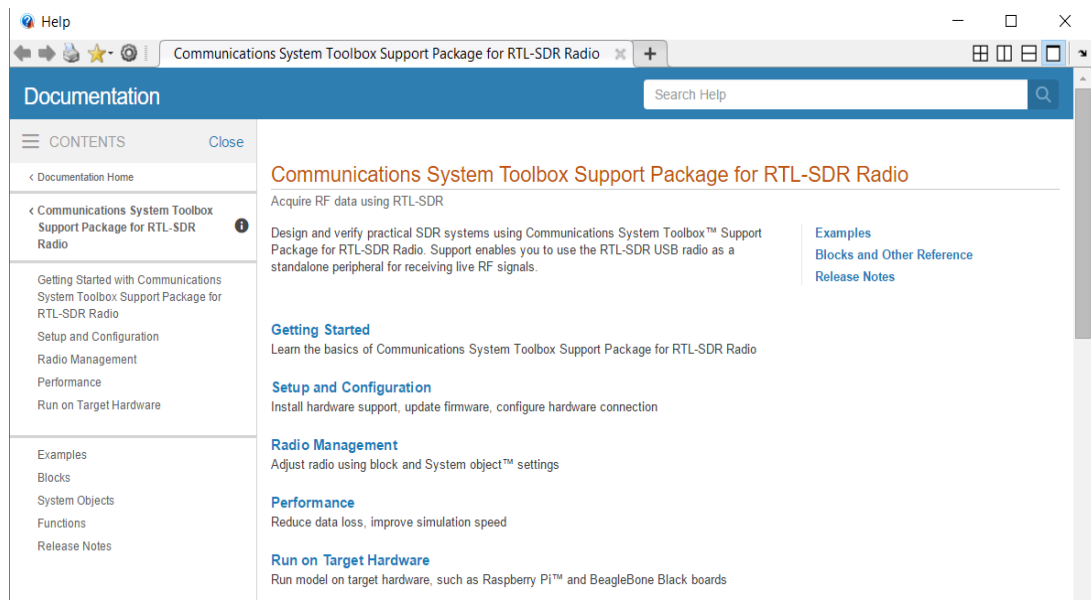 Help
Communications System Toolbox Support Package for RTL-SDR Radio
Documentation
Search Help
CONTENTS
Close
< Documentation Home
< Communications System Toolbox
Support Package for RTL-SDR
Radio
Getting Started with Communications
System Toolbox Support Package for
RTL-SDR Radio
Setup and Configuration
Radio Management
Performance
Run on Target Hardware
Examples
Blocks
System Objects
Functions
Release Notes
Communications System Toolbox Support Package for RTL-SDR Radio
Acquire RF data using RTL-SDR
Design and verify practical SDR systems using Communications System Toolbox™ Support
Package for RTL-SDR Radio. Support enables you to use the RTL-SDR USB radio as a
standalone peripheral for receiving live RF signals.
Examples
Blocks and Other Reference
Release Notes
Getting Started
Learn the basics of Communications System Toolbox Support Package for RTL-SDR Radio
Setup and Configuration
Install hardware support, update firmware, configure hardware connection
Radio Management
Adjust radio using block and System object™ settings
Performance
Reduce data loss, improve simulation speed
Run on Target Hardware
Run model on target hardware, such as Raspberry Pi™ and BeagleBone Black boards